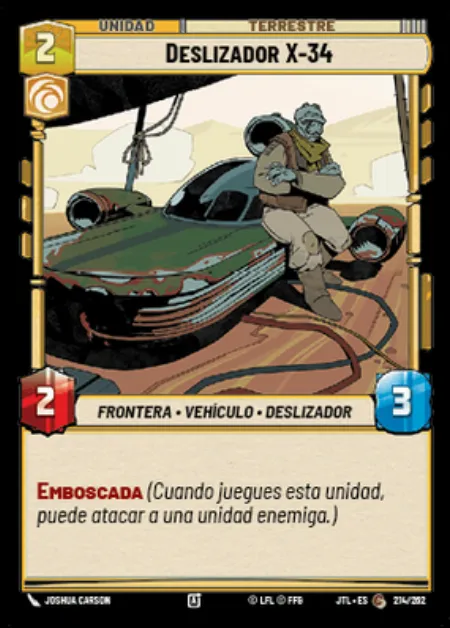 UNIDAD TERRESTRE
2 DESLIZADOR X-34
2 FRONTERA • VEHÍCULO • DESLIZADOR 3
EMBOSCADA (Cuando juegues esta unidad,
puede atacar a una unidad enemiga.)
JOSHUA CARSON A © LFL © FFG JTL • ES C 214/262